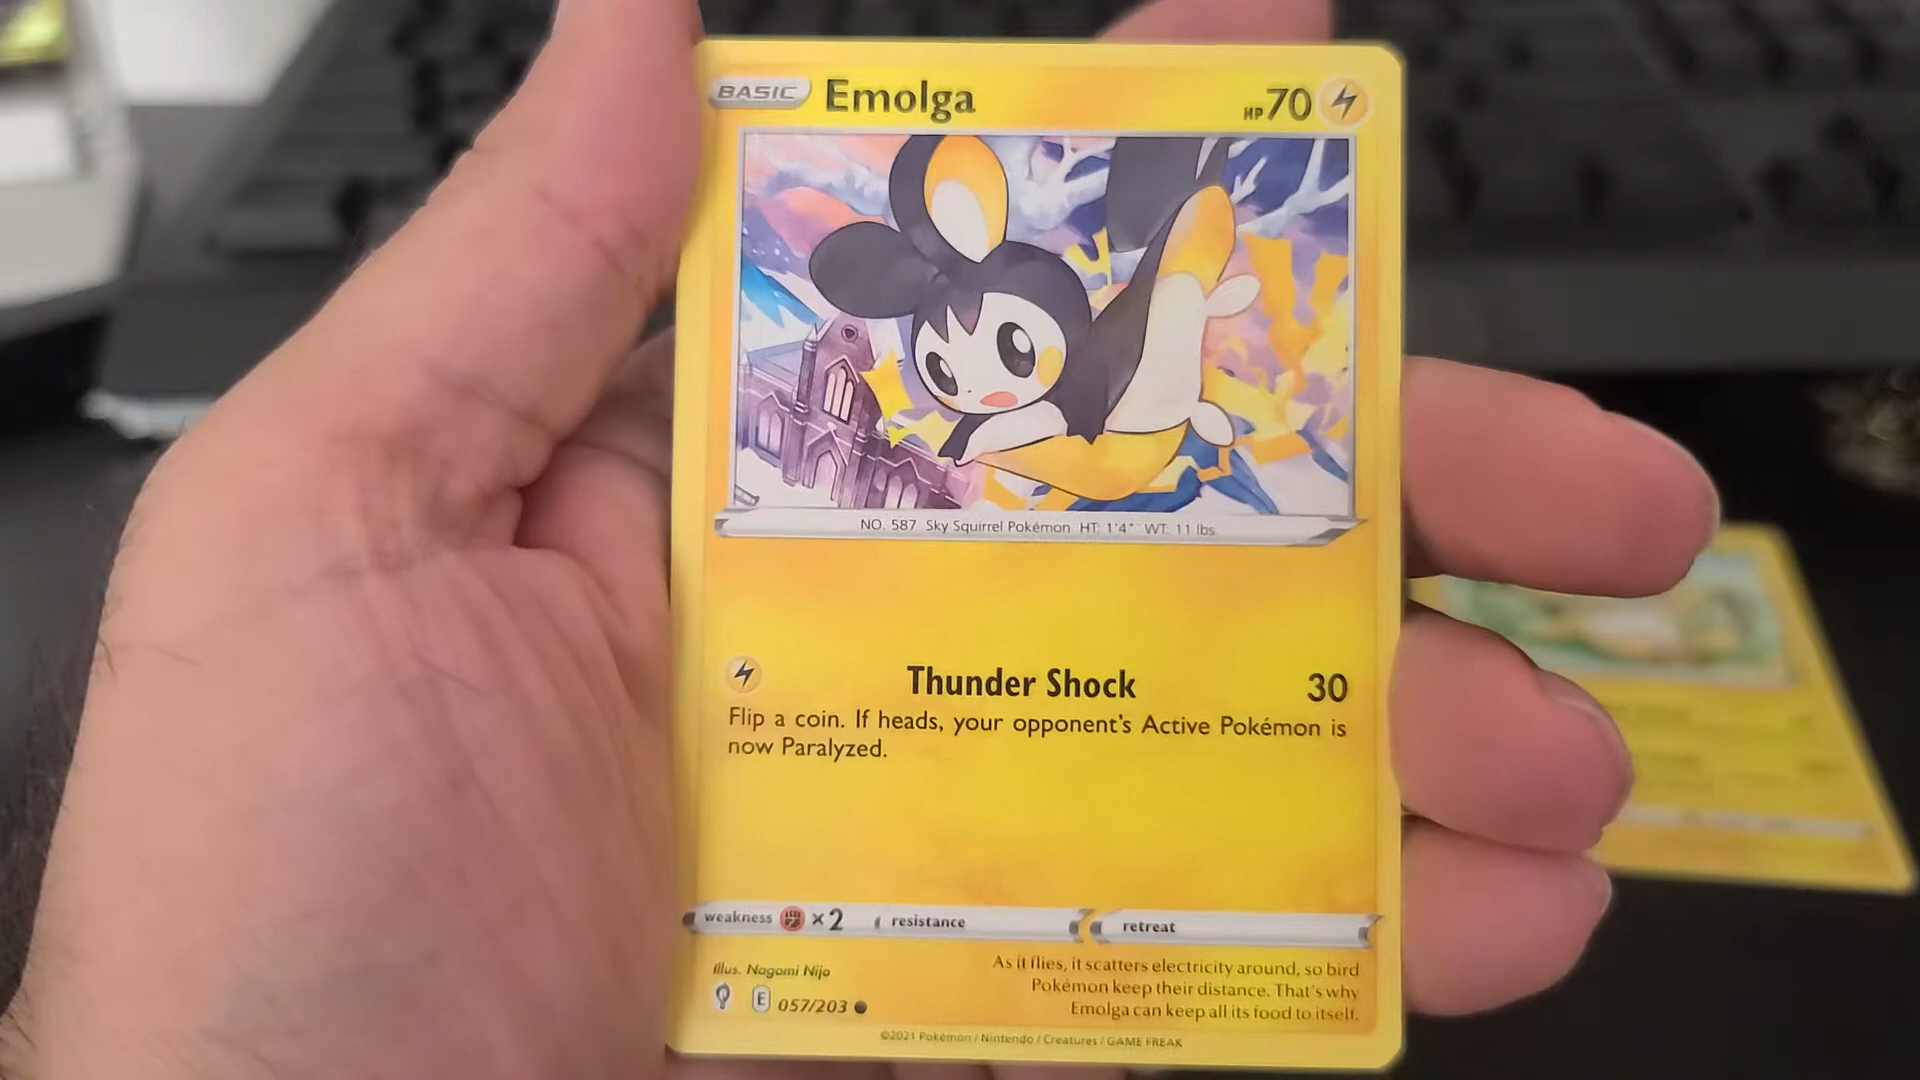 BASIC Emolga HP 70
NO. 587 Sky Squirrel Pokémon HT: 1'4" WT: 11 lbs.
Thunder Shock 30
Flip a coin. If heads, your opponent's Active Pokémon is
now Paralyzed.
weakness ×2 resistance retreat
Illus. Nagomi Nijo
As it flies, it scatters electricity around, so bird
Pokémon keep their distance. That's why
Emolga can keep all its food to itself.
E 057/203
©2021 Pokémon / Nintendo / Creatures / GAME FREAK